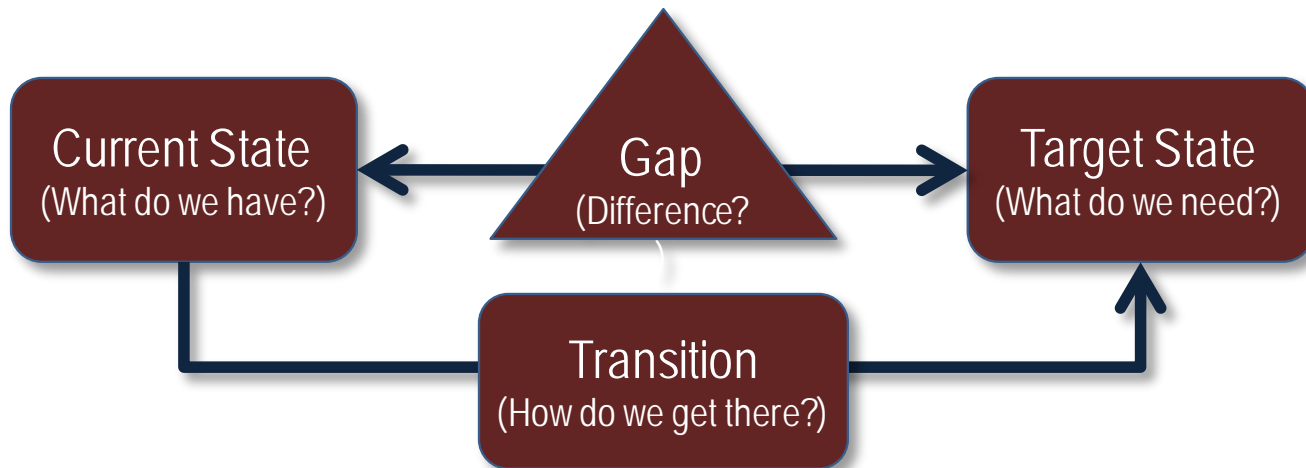 Current State
(What do we have?)
Gap
(Difference?
)
Target State
(What do we need?)
Transition
(How do we get there?)